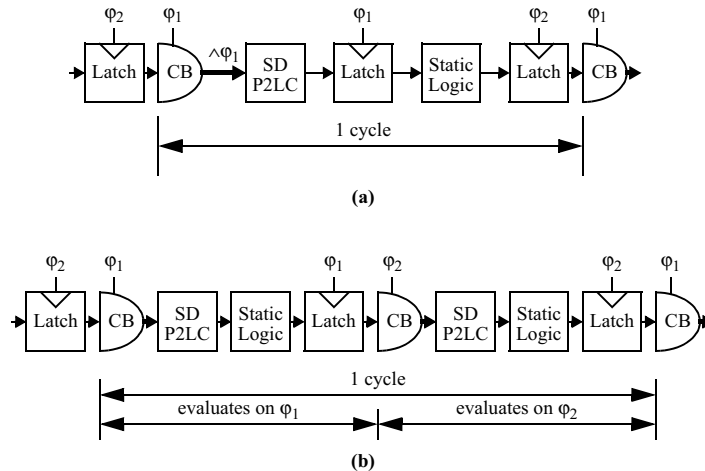 φ2 φ1 φ1 φ2 φ1
Latch CB ^φ1 SD P2LC Latch Static Logic Latch CB
1 cycle
(a)
φ2 φ1 φ1 φ2 φ2 φ1
Latch CB SD P2LC Static Logic Latch CB SD P2LC Static Logic Latch CB
1 cycle
evaluates on φ1 evaluates on φ2
(b)